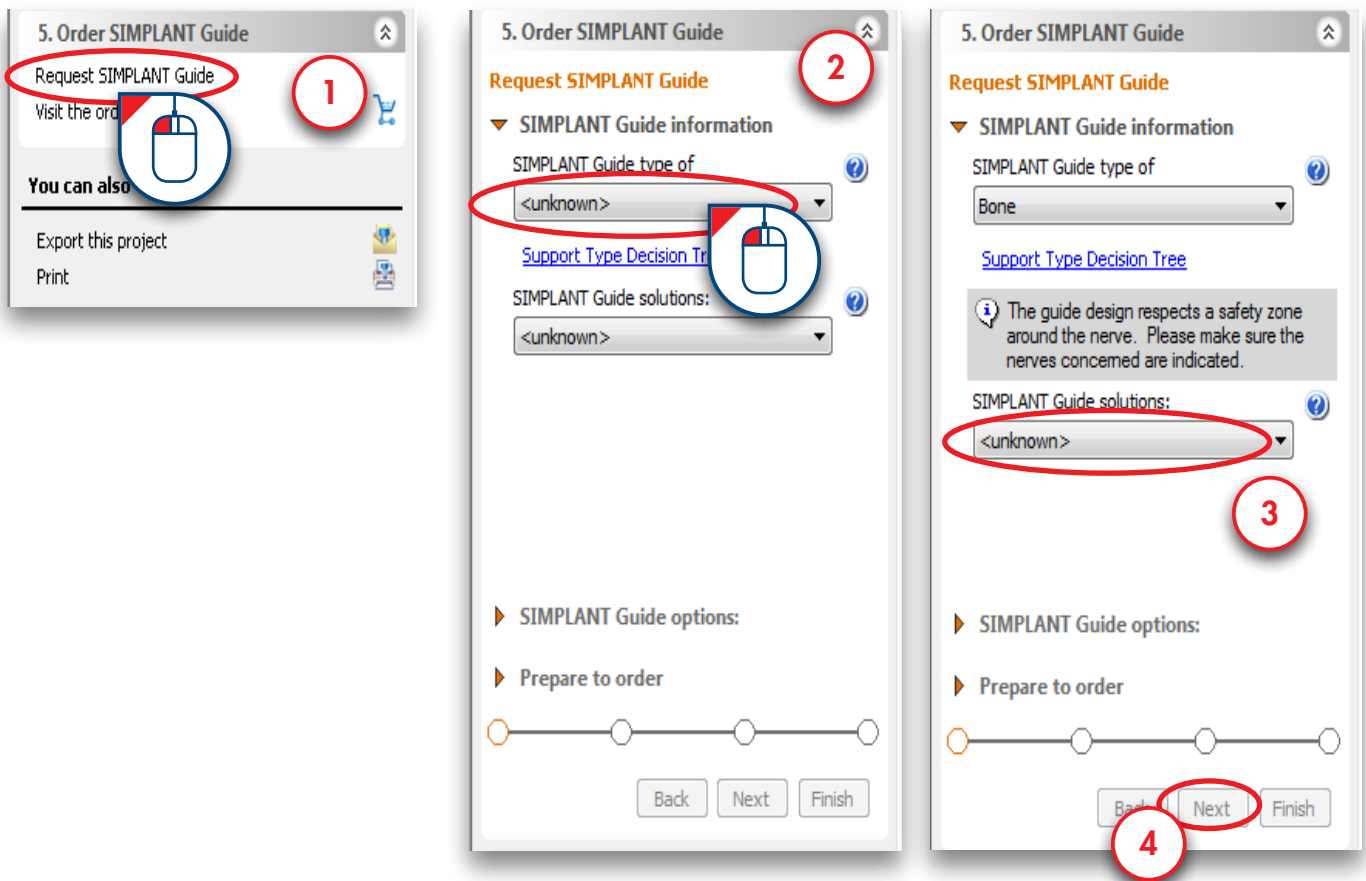 5. Order SIMPLANT Guide
Request SIMPLANT Guide
1
Visit the ord
You can also
Export this project
Print
5. Order SIMPLANT Guide
2
Request SIMPLANT Guide
SIMPLANT Guide information
SIMPLANT Guide type of
<unknown>
Support Type Decision Tr
SIMPLANT Guide solutions:
<unknown>
SIMPLANT Guide options:
Prepare to order
Back Next Finish
5. Order SIMPLANT Guide
Request SIMPLANT Guide
SIMPLANT Guide information
SIMPLANT Guide type of
Bone
Support Type Decision Tree
The guide design respects a safety zone
around the nerve. Please make sure the
nerves concerned are indicated.
SIMPLANT Guide solutions:
<unknown>
3
SIMPLANT Guide options:
Prepare to order
Back Next Finish
4